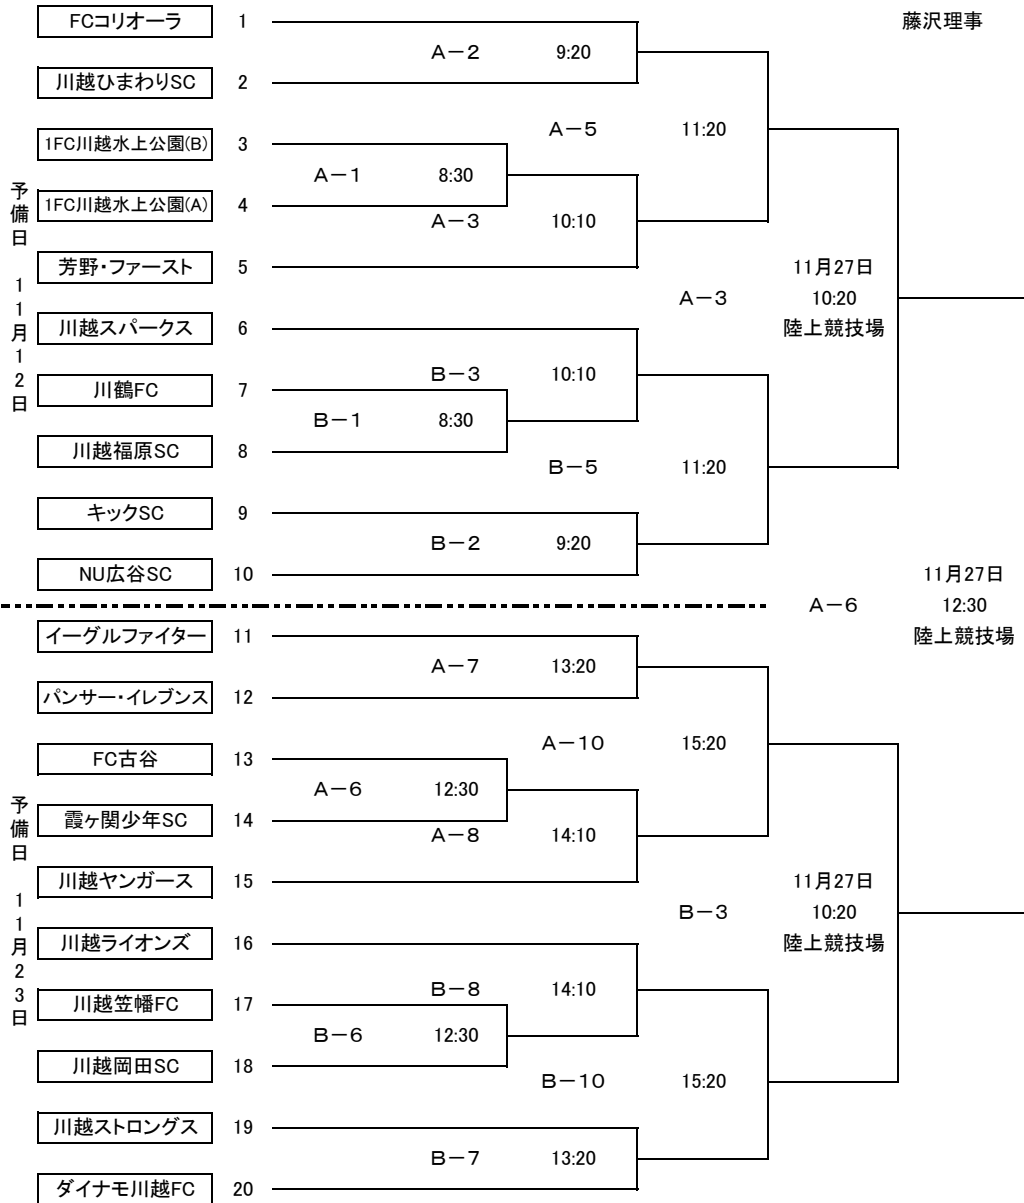 FCコリオーラ 1 藤沢理事
A－2 9:20
川越ひまわりSC 2
A－5 11:20
1FC川越水上公園(B) 3
A－1 8:30
1FC川越水上公園(A) 4
A－3 10:10
芳野・ファースト 5 11月27日
A－3 10:20
川越スパークス 6 陸上競技場
B－3 10:10
川鶴FC 7
B－1 8:30
川越福原SC 8
B－5 11:20
キックSC 9
B－2 9:20
NU広谷SC 10 11月27日
A－6 12:30
イーグルファイター 11 陸上競技場
A－7 13:20
パンサー・イレブンス 12
A－10 15:20
FC古谷 13
A－6 12:30
霞ヶ関少年SC 14
A－8 14:10
川越ヤンガース 15 11月27日
B－3 10:20
川越ライオンズ 16 陸上競技場
B－8 14:10
川越笠幡FC 17
B－6 12:30
川越岡田SC 18
B－10 15:20
川越ストロングス 19
B－7 13:20
ダイナモ川越FC 20
予備日 11月12日
予備日 11月23日